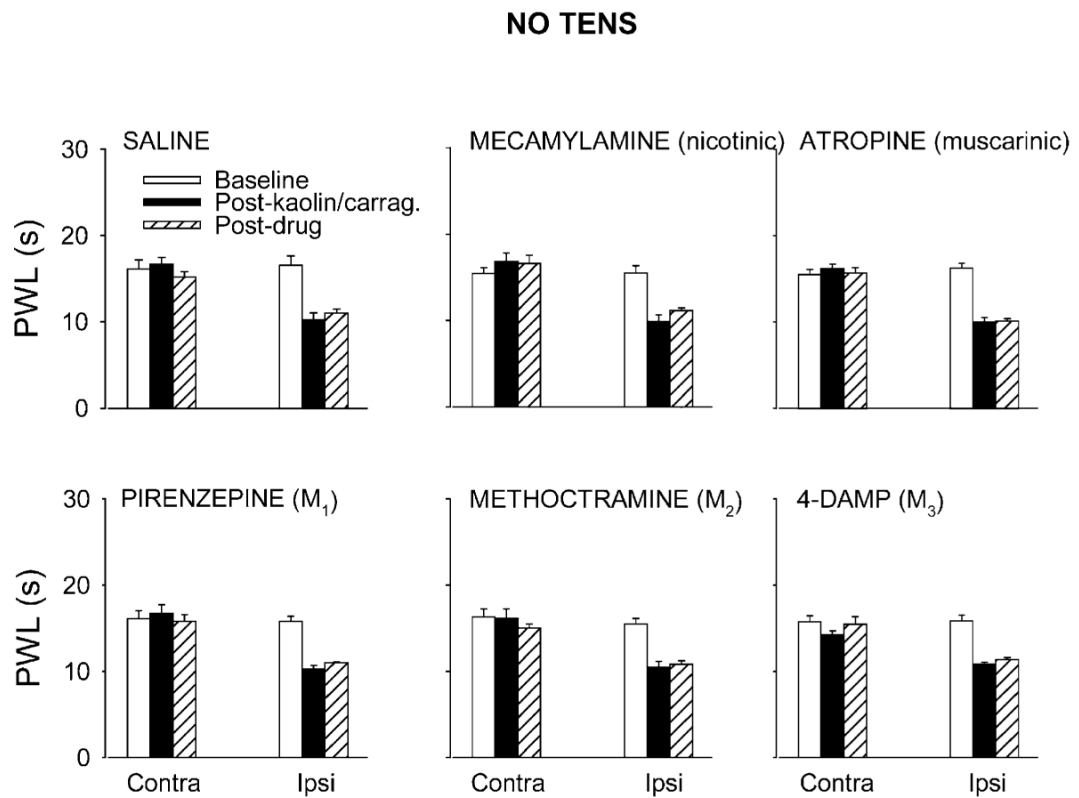 NO TENS
SALINE
Baseline
Post-kaolin/carrag.
Post-drug
MECAMYLAMINE (nicotinic)
ATROPINE (muscarinic)
PWL (s)
30
20
10
0
PIRENZEPINE (M₁)
METHOCTRAMINE (M₂)
4-DAMP (M₃)
PWL (s)
30
20
10
0
Contra Ipsi
Contra Ipsi
Contra Ipsi